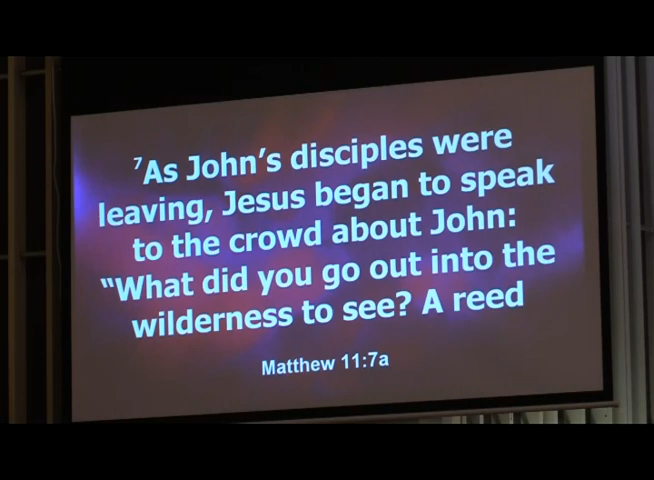 ⁷As John's disciples were
leaving, Jesus began to speak
to the crowd about John:
“What did you go out into the
wilderness to see? A reed
Matthew 11:7a